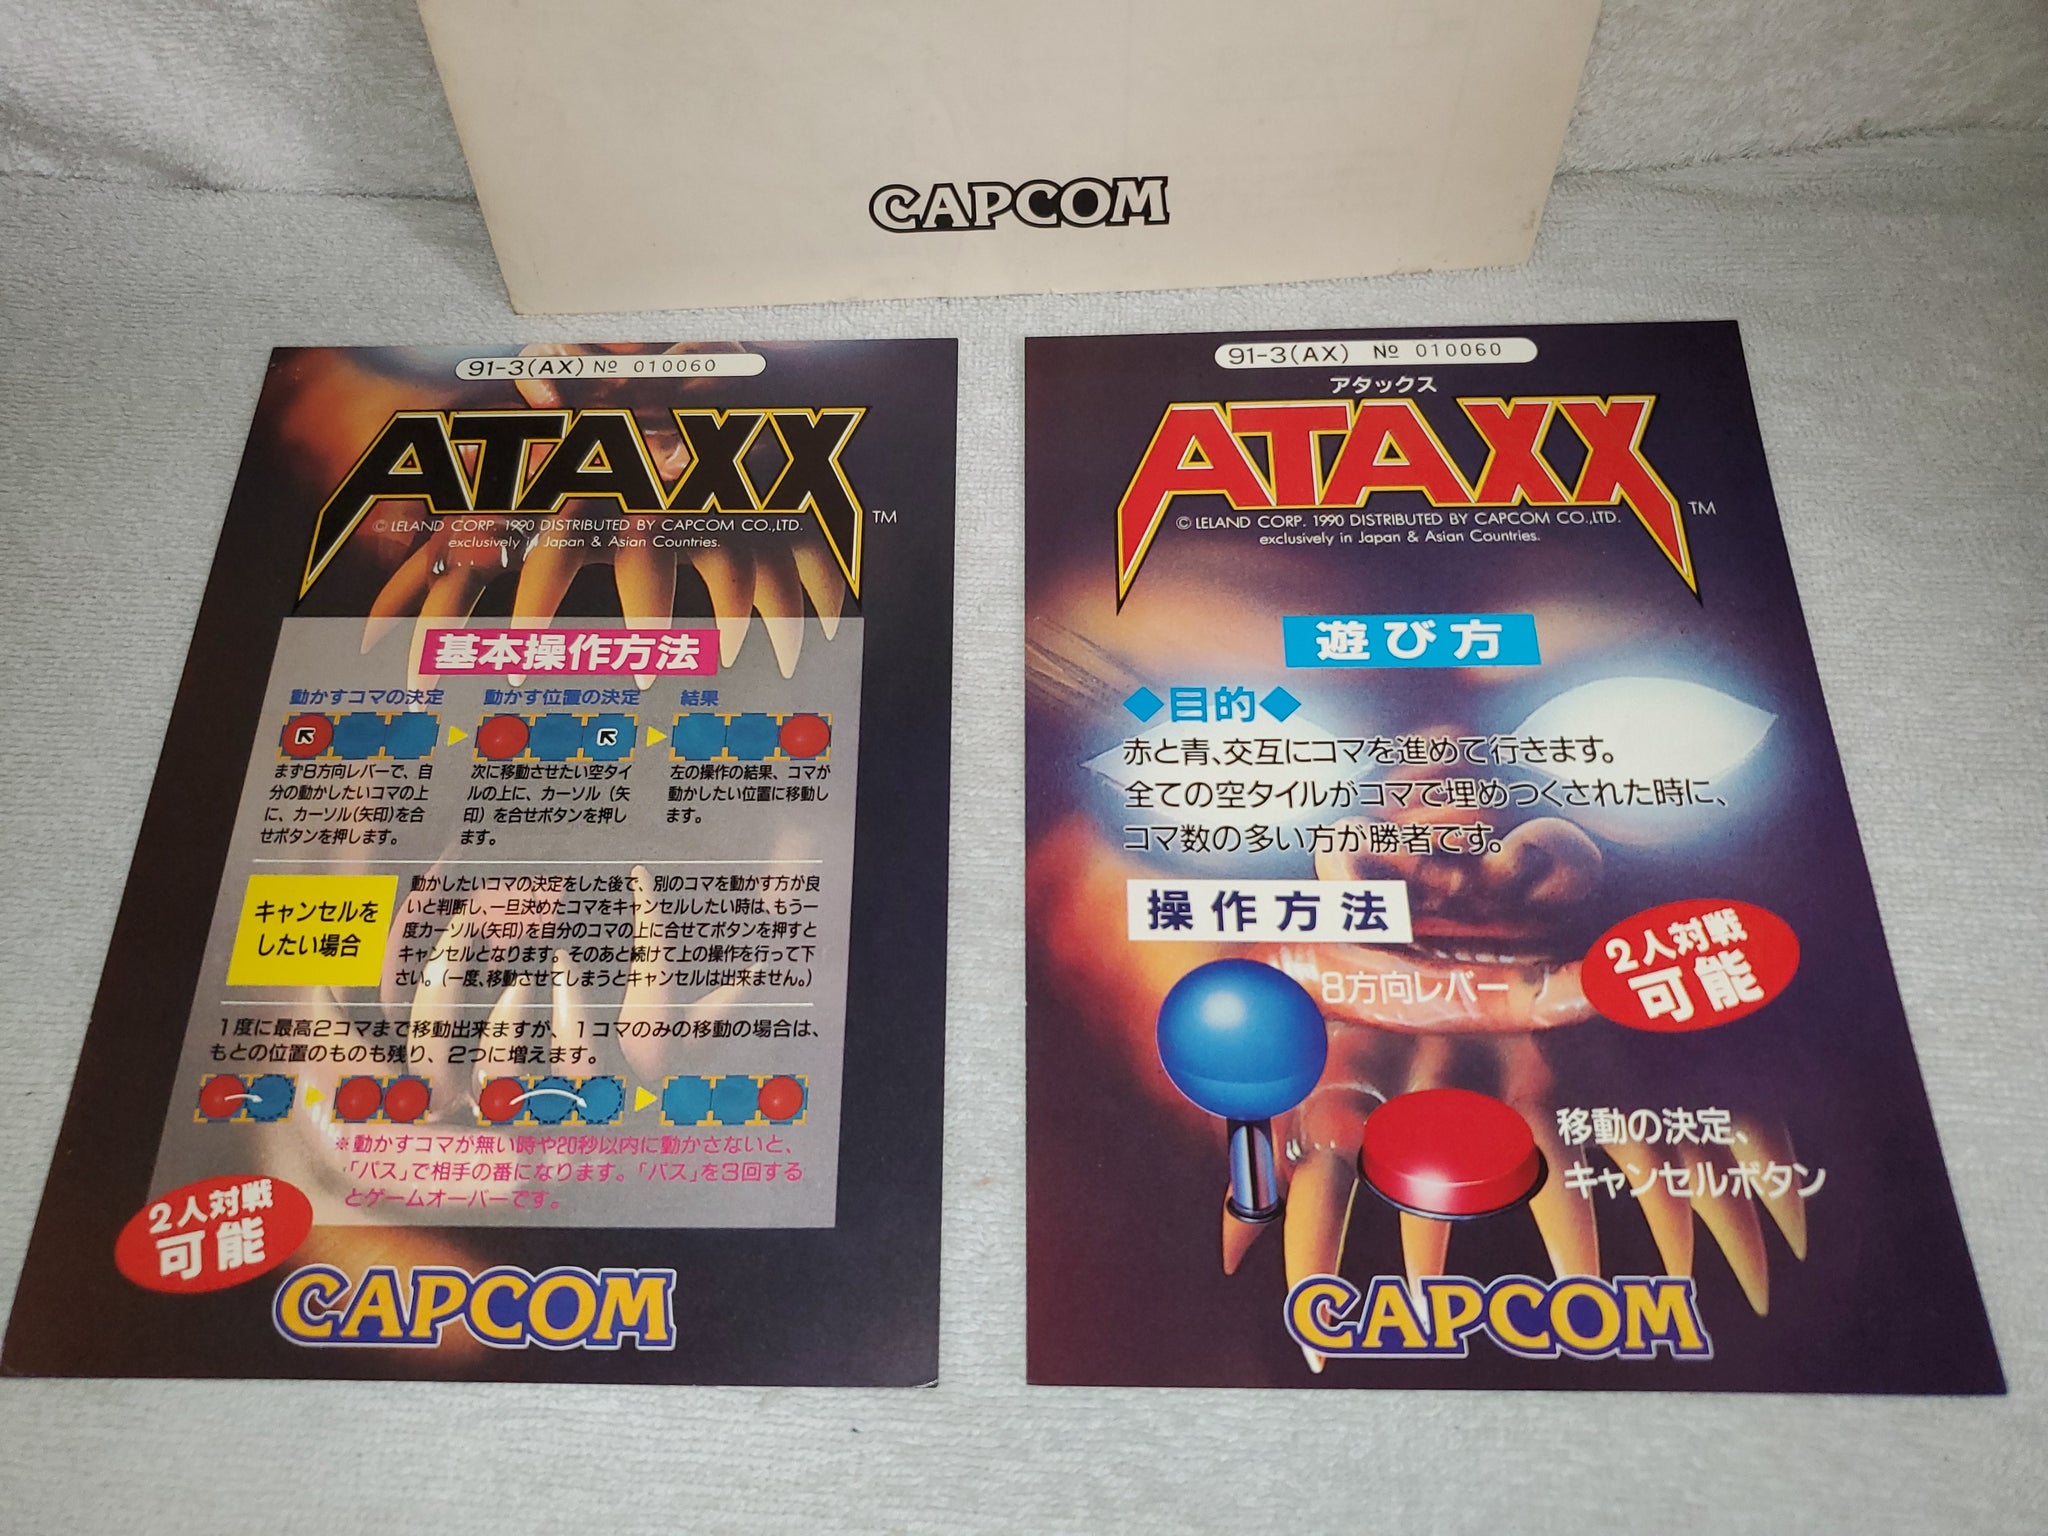 CAPCOM
91-3(AX) № 010060
ATAXX
TM
© LELAND CORP. 1990 DISTRIBUTED BY CAPCOM CO.,LTD.
exclusively in Japan & Asian Countries.
基本操作方法
動かすコマの決定
まず8方向レバーで、自
分の動かしたいコマの上
に、カーソル(矢印)を合
せボタンを押します。
動かす位置の決定
次に移動させたい空タイ
ルの上に、カーソル(矢
印)を合せボタンを押し
ます。
結果
左の操作の結果、コマが
動かしたい位置に移動し
ます。
キャンセルを
したい場合
動かしたいコマの決定をした後で、別のコマを動かす方が良
いと判断し、一旦決めたコマをキャンセルしたい時は、もう一
度カーソル(矢印)を自分のコマの上に合せてボタンを押すと
キャンセルとなります。そのあと続けて上の操作を行って下
さい。(一度、移動させてしまうとキャンセルは出来ません。)
1度に最高2コマまで移動出来ますが、1コマのみの移動の場合は、
もとの位置のものも残り、2つに増えます。
※動かすコマが無い時や20秒以内に動かさないと、
「パス」で相手の番になります。「パス」を3回する
とゲームオーバーです。
2人対戦
可能
CAPCOM
91-3(AX) № 010060
アタックス
ATAXX
TM
© LELAND CORP. 1990 DISTRIBUTED BY CAPCOM CO.,LTD.
exclusively in Japan & Asian Countries.
遊び方
◆目的◆
赤と青、交互にコマを進めて行きます。
全ての空タイルがコマで埋めつくされた時に、
コマ数の多い方が勝者です。
操作方法
2人対戦
可能
8方向レバー
移動の決定、
キャンセルボタン
CAPCOM